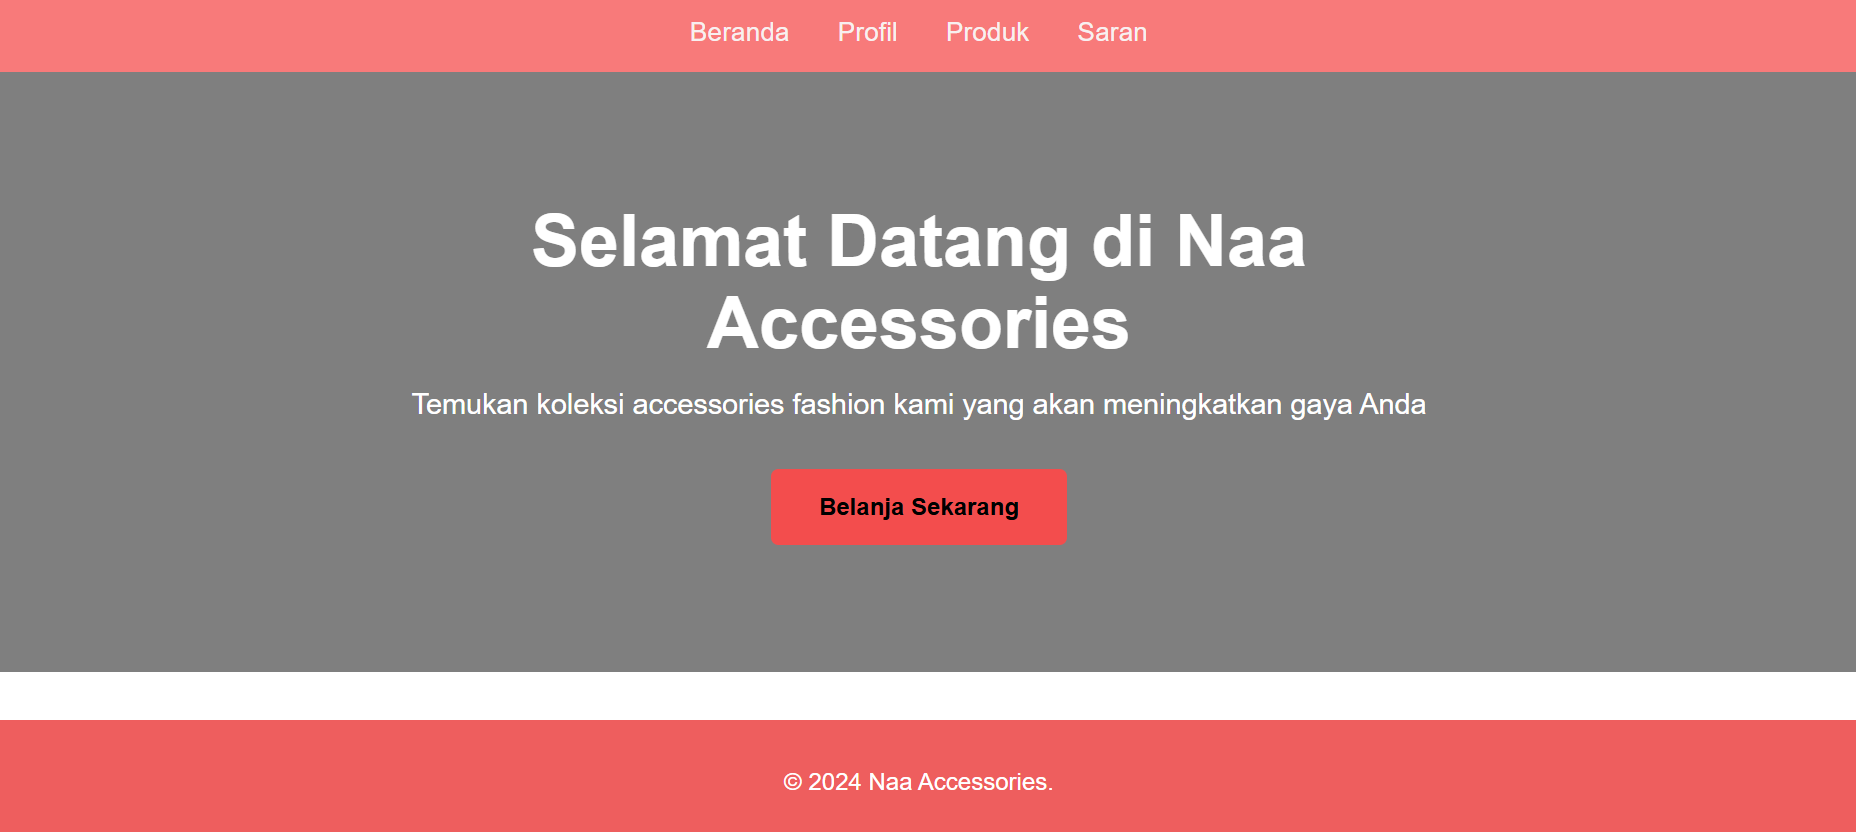 Beranda Profil Produk Saran
Selamat Datang di Naa
Accessories
Temukan koleksi accessories fashion kami yang akan meningkatkan gaya Anda
Belanja Sekarang
© 2024 Naa Accessories.